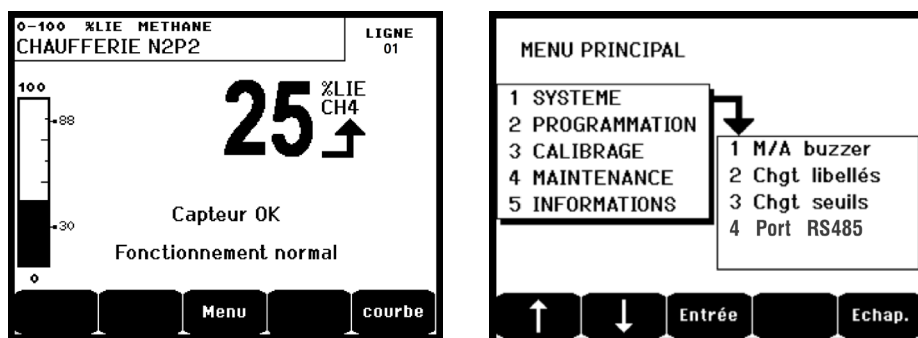 0-100 %LIE METHANE
CHAUFFERIE N2P2
LIGNE
01
100
88
30
0
25
%LIE
CH4
Capteur OK
Fonctionnement normal
Menu
courbe
MENU PRINCIPAL
1 SYSTEME
2 PROGRAMMATION
3 CALIBRAGE
4 MAINTENANCE
5 INFORMATIONS
1 M/A buzzer
2 Chgt libellés
3 Chgt seuils
4 Port RS485
Entrée
Echap.